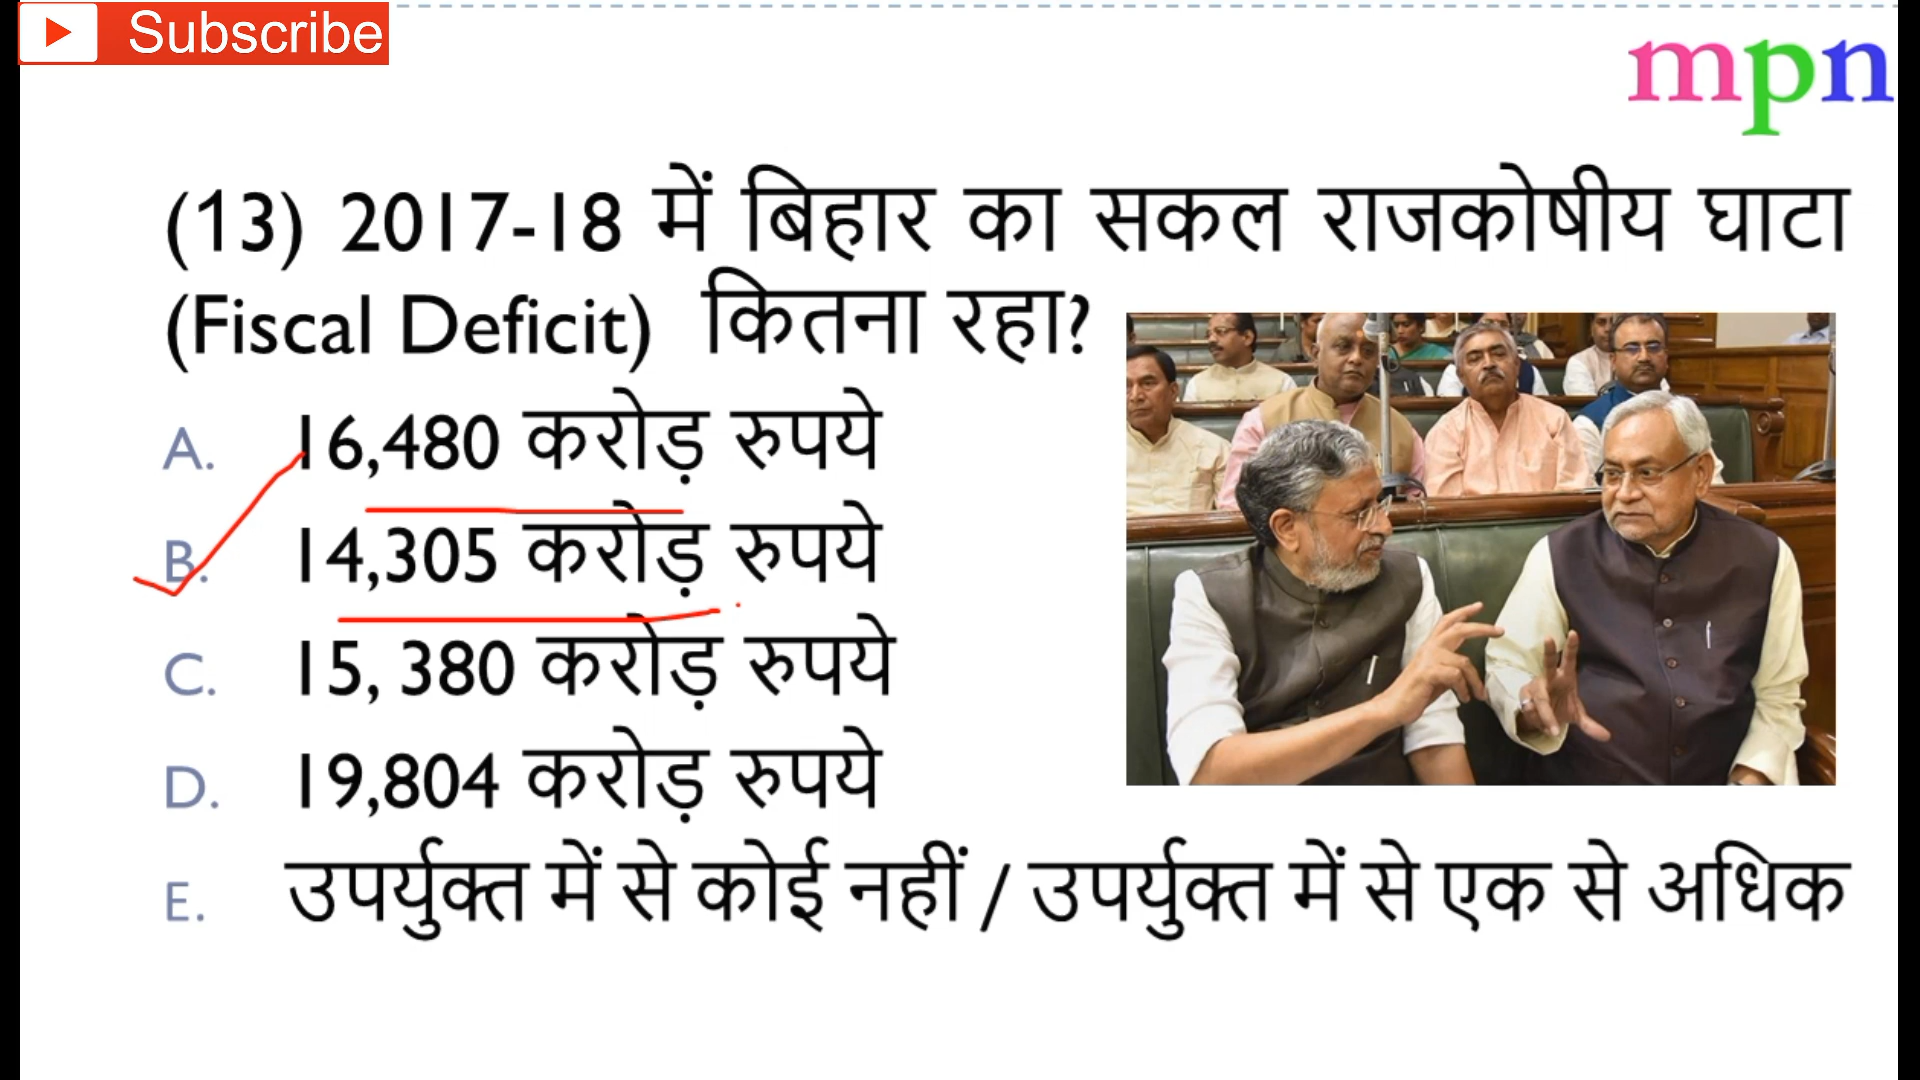 Subscribe
mpn
(13) 2017-18 में बिहार का सकल राजकोषीय घाटा
(Fiscal Deficit) कितना रहा?
A. 16,480 करोड़ रुपये
B. 14,305 करोड़ रुपये
C. 15, 380 करोड़ रुपये
D. 19,804 करोड़ रुपये
E. उपर्युक्त में से कोई नहीं / उपर्युक्त में से एक से अधिक